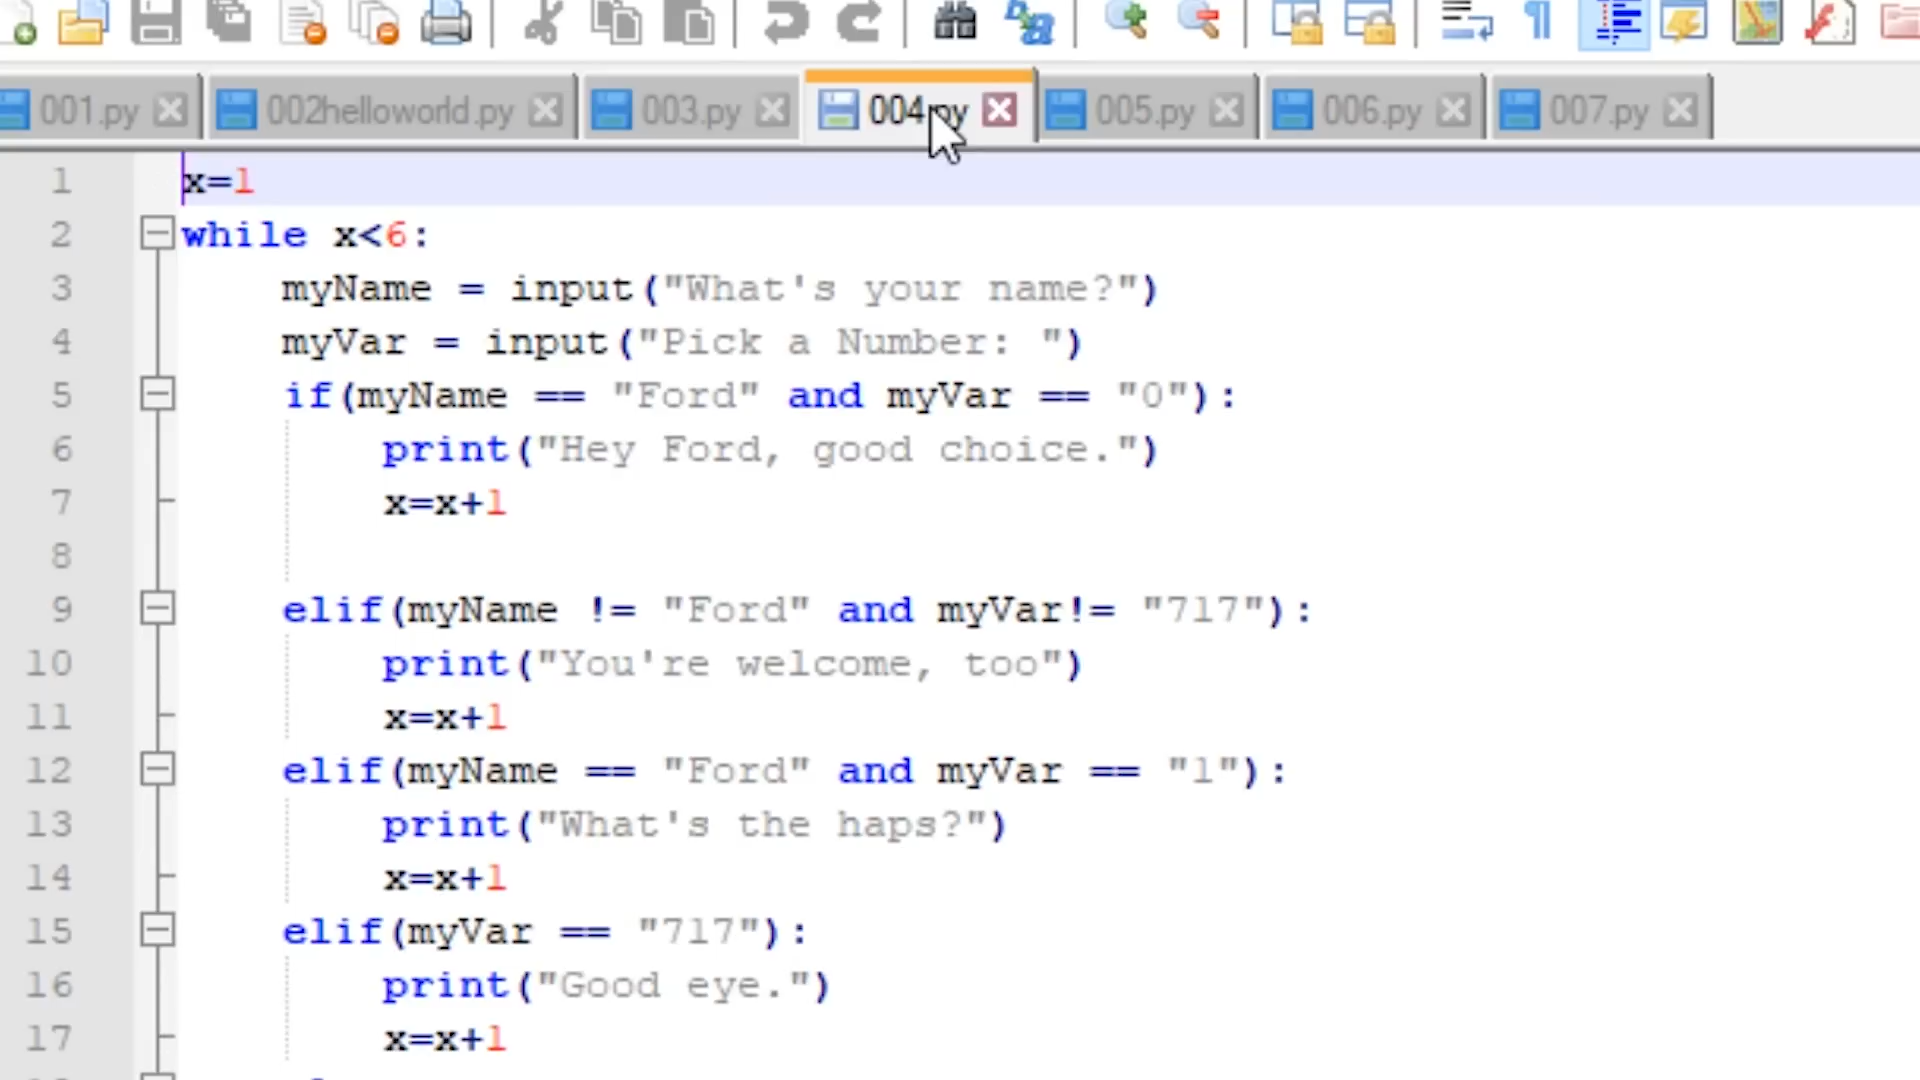 001.py 002helloworld.py 003.py 004.py 005.py 006.py 007.py
1 x=1
2 while x<6:
3 myName = input("What's your name?")
4 myVar = input("Pick a Number: ")
5 if(myName == "Ford" and myVar == "0"):
6 print("Hey Ford, good choice.")
7 x=x+1
8
9 elif(myName != "Ford" and myVar!= "717"):
10 print("You're welcome, too")
11 x=x+1
12 elif(myName == "Ford" and myVar == "1"):
13 print("What's the haps?")
14 x=x+1
15 elif(myVar == "717"):
16 print("Good eye.")
17 x=x+1